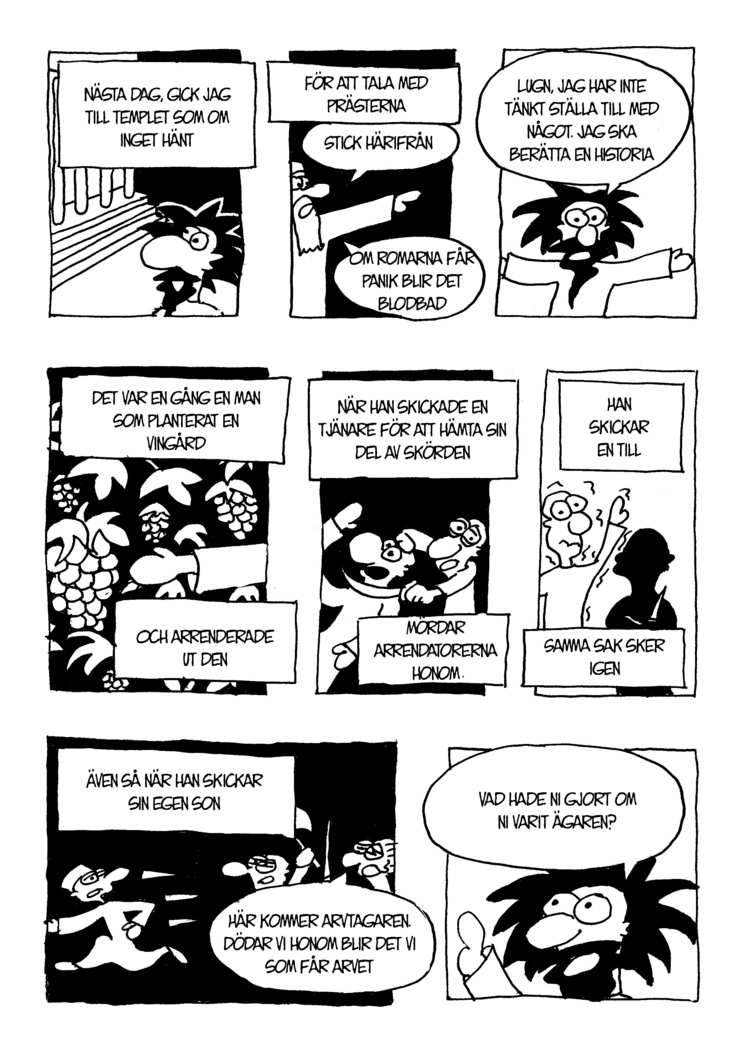 NÄSTA DAG, GICK JAG
TILL TEMPLET SOM OM
INGET HÄNT
FÖR ATT TALA MED
PRÄSTERNA
STICK HÄRIFRÅN
OM ROMARNA FÅR
PANIK BLIR DET
BLODBAD
LUGN, JAG HAR INTE
TÄNKT STÄLLA TILL MED
NÅGOT. JAG SKA
BERÄTTA EN HISTORIA
DET VAR EN GÅNG EN MAN
SOM PLANTERAT EN
VINGÅRD
OCH ARRENDERADE
UT DEN
NÄR HAN SKICKADE EN
TJÄNARE FÖR ATT HÄMTA SIN
DEL AV SKÖRDEN
MÖRDAR
ARRENDATORERNA
HONOM.
HAN
SKICKAR
EN TILL
SAMMA SAK SKER
IGEN
ÄVEN SÅ NÄR HAN SKICKAR
SIN EGEN SON
HÄR KOMMER ARVTAGAREN.
DÖDAR VI HONOM BLIR DET VI
SOM FÅR ARVET
VAD HADE NI GJORT OM
NI VARIT ÄGAREN?